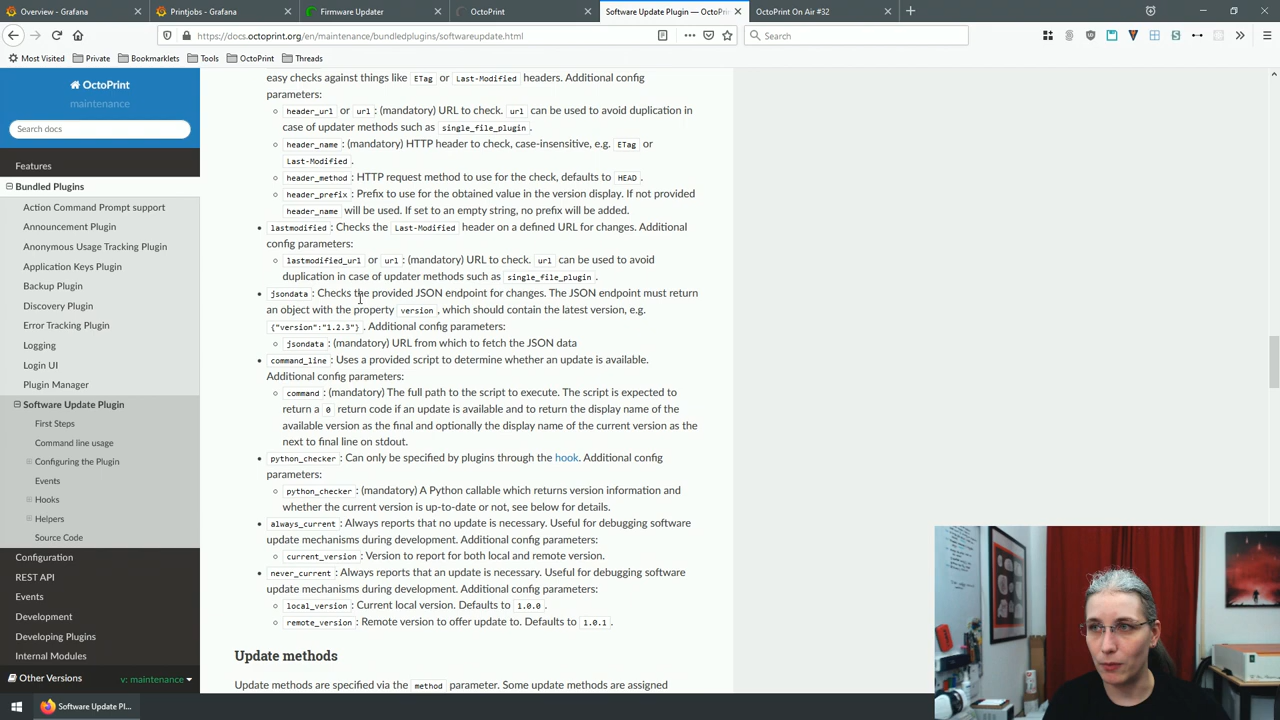 Overview - Grafana
Printjobs - Grafana
Firmware Updater
OctoPrint
Software Update Plugin — OctoPri
OctoPrint On Air #32
https://docs.octoprint.org/en/maintenance/bundledplugins/softwareupdate.html
Search
Most Visited
Private
Bookmarklets
Tools
OctoPrint
Threads
OctoPrint
maintenance
Search docs
Features
Bundled Plugins
Action Command Prompt support
Announcement Plugin
Anonymous Usage Tracking Plugin
Application Keys Plugin
Backup Plugin
Discovery Plugin
Error Tracking Plugin
Logging
Login UI
Plugin Manager
Software Update Plugin
First Steps
Command line usage
Configuring the Plugin
Events
Hooks
Helpers
Source Code
Configuration
REST API
Events
Development
Developing Plugins
Internal Modules
Other Versions v: maintenance
easy checks against things like ETag or Last-Modified headers. Additional config
parameters:
header_url or url : (mandatory) URL to check. url can be used to avoid duplication in
case of updater methods such as single_file_plugin .
header_name : (mandatory) HTTP header to check, case-insensitive, e.g. ETag or
Last-Modified .
header_method : HTTP request method to use for the check, defaults to HEAD .
header_prefix : Prefix to use for the obtained value in the version display. If not provided
header_name will be used. If set to an empty string, no prefix will be added.
lastmodified : Checks the Last-Modified header on a defined URL for changes. Additional
config parameters:
lastmodified_url or url : (mandatory) URL to check. url can be used to avoid
duplication in case of updater methods such as single_file_plugin .
jsondata : Checks the provided JSON endpoint for changes. The JSON endpoint must return
an object with the property version , which should contain the latest version, e.g.
{"version":"1.2.3"} . Additional config parameters:
jsondata : (mandatory) URL from which to fetch the JSON data
command_line : Uses a provided script to determine whether an update is available.
Additional config parameters:
command : (mandatory) The full path to the script to execute. The script is expected to
return a 0 return code if an update is available and to return the display name of the
available version as the final and optionally the display name of the current version as the
next to final line on stdout.
python_checker : Can only be specified by plugins through the hook. Additional config
parameters:
python_checker : (mandatory) A Python callable which returns version information and
whether the current version is up-to-date or not, see below for details.
always_current : Always reports that no update is necessary. Useful for debugging software
update mechanisms during development. Additional config parameters:
current_version : Version to report for both local and remote version.
never_current : Always reports that an update is necessary. Useful for debugging software
update mechanisms during development. Additional config parameters:
local_version : Current local version. Defaults to 1.0.0 .
remote_version : Remote version to offer update to. Defaults to 1.0.1 .
Update methods
Update methods are specified via the method parameter. Some update methods are assigned
Software Update Pl...